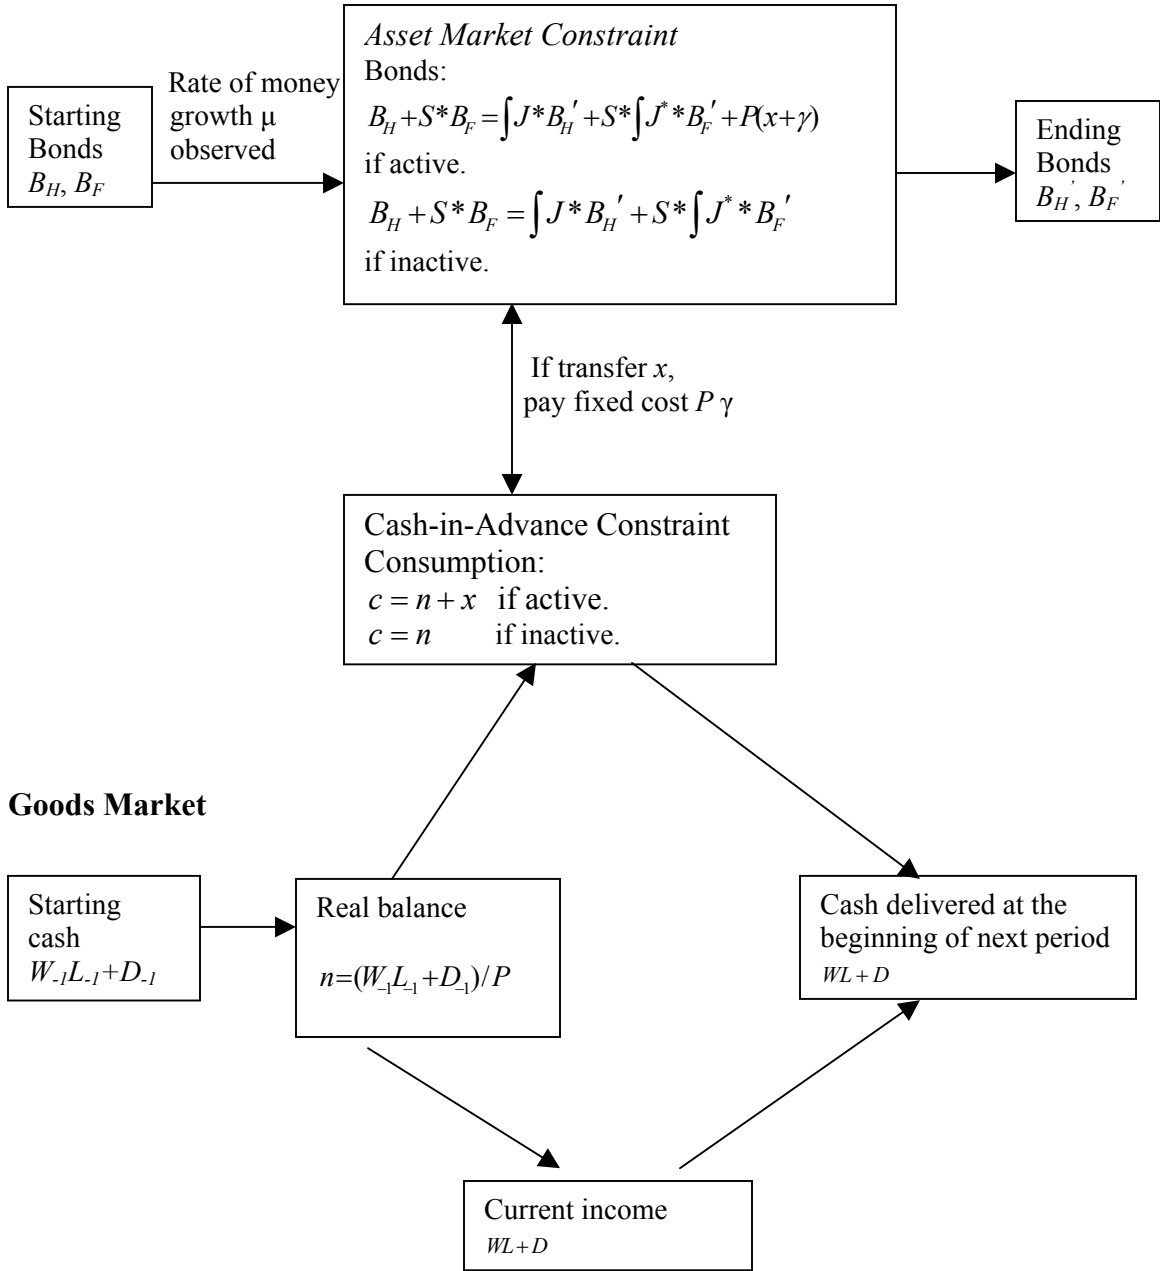 Starting
Bonds
B_H, B_F
Rate of money
growth μ
observed
Asset Market Constraint
Bonds:
B_H + S* B_F = ∫ J* B_H′ + S* ∫ J^* * B_F′ + P(x+γ)
if active.
B_H + S* B_F = ∫ J* B_H′ + S* ∫ J^* * B_F′
if inactive.
Ending
Bonds
B_H’, B_F’
If transfer x,
pay fixed cost P γ
Cash-in-Advance Constraint
Consumption:
c = n + x if active.
c = n if inactive.
Goods Market
Starting
cash
W_-1L_-1+D_-1
Real balance
n=(W_-1L_-1+D_-1)/P
Cash delivered at the
beginning of next period
WL+D
Current income
WL+D